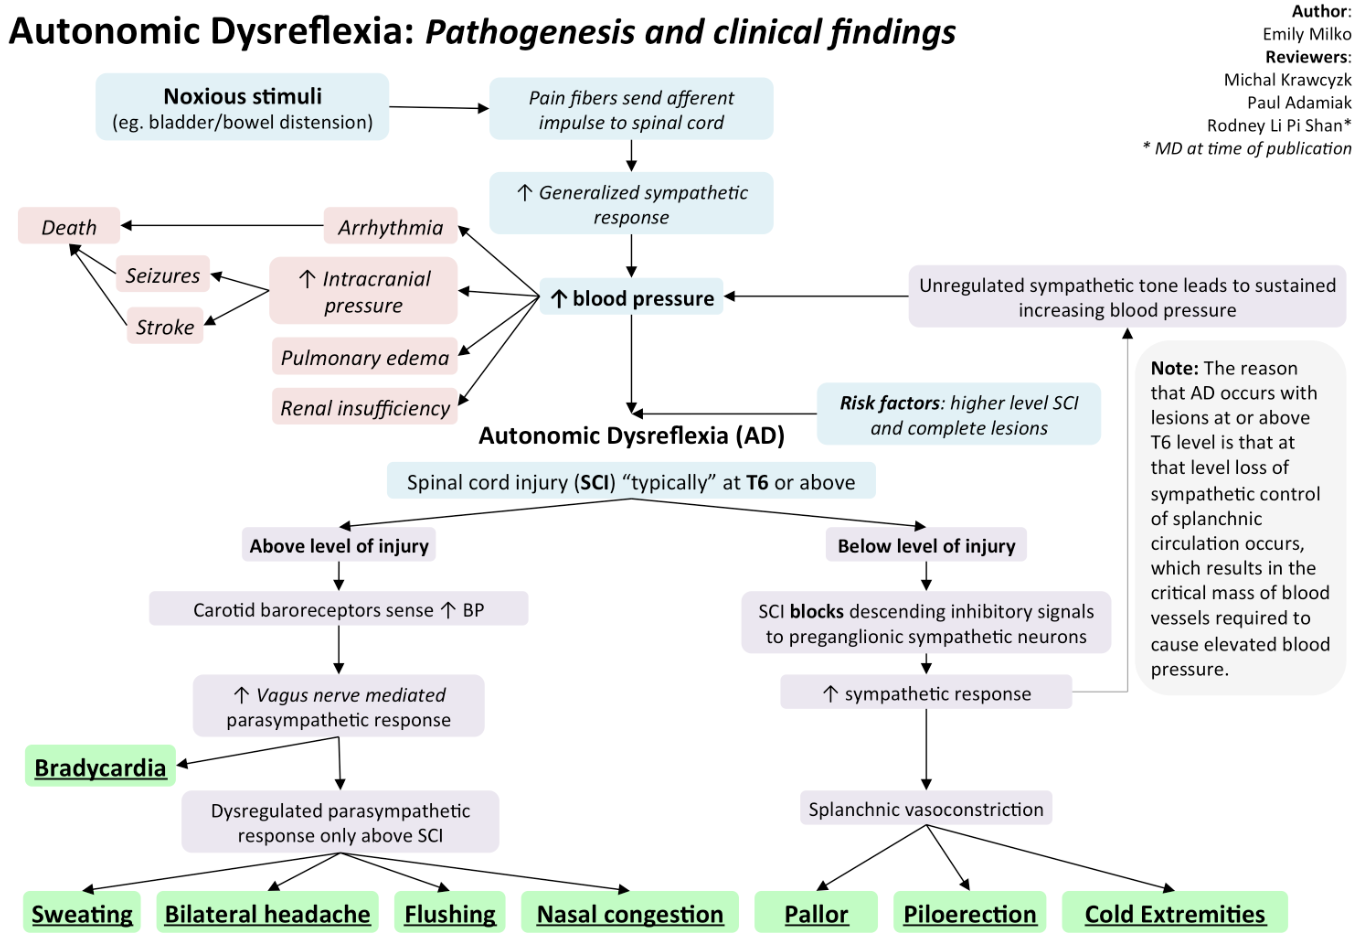 Autonomic Dysreflexia: Pathogenesis and clinical findings
Author:
Emily Milko
Reviewers:
Michal Krawcyzk
Paul Adamiak
Rodney Li Pi Shan*
* MD at time of publication
Noxious stimuli
(eg. bladder/bowel distension)
Pain fibers send afferent
impulse to spinal cord
↑ Generalized sympathetic
response
Death
Arrhythmia
Seizures
↑ Intracranial
pressure
Stroke
Pulmonary edema
Renal insufficiency
↑ blood pressure
Unregulated sympathetic tone leads to sustained
increasing blood pressure
Note: The reason
that AD occurs with
lesions at or above
T6 level is that at
that level loss of
sympathetic control
of splanchnic
circulation occurs,
which results in the
critical mass of blood
vessels required to
cause elevated blood
pressure.
Risk factors: higher level SCI
and complete lesions
Autonomic Dysreflexia (AD)
Spinal cord injury (SCI) “typically” at T6 or above
Above level of injury
Below level of injury
Carotid baroreceptors sense ↑ BP
SCI blocks descending inhibitory signals
to preganglionic sympathetic neurons
↑ Vagus nerve mediated
parasympathetic response
↑ sympathetic response
Bradycardia
Dysregulated parasympathetic
response only above SCI
Splanchnic vasoconstriction
Sweating
Bilateral headache
Flushing
Nasal congestion
Pallor
Piloerection
Cold Extremities